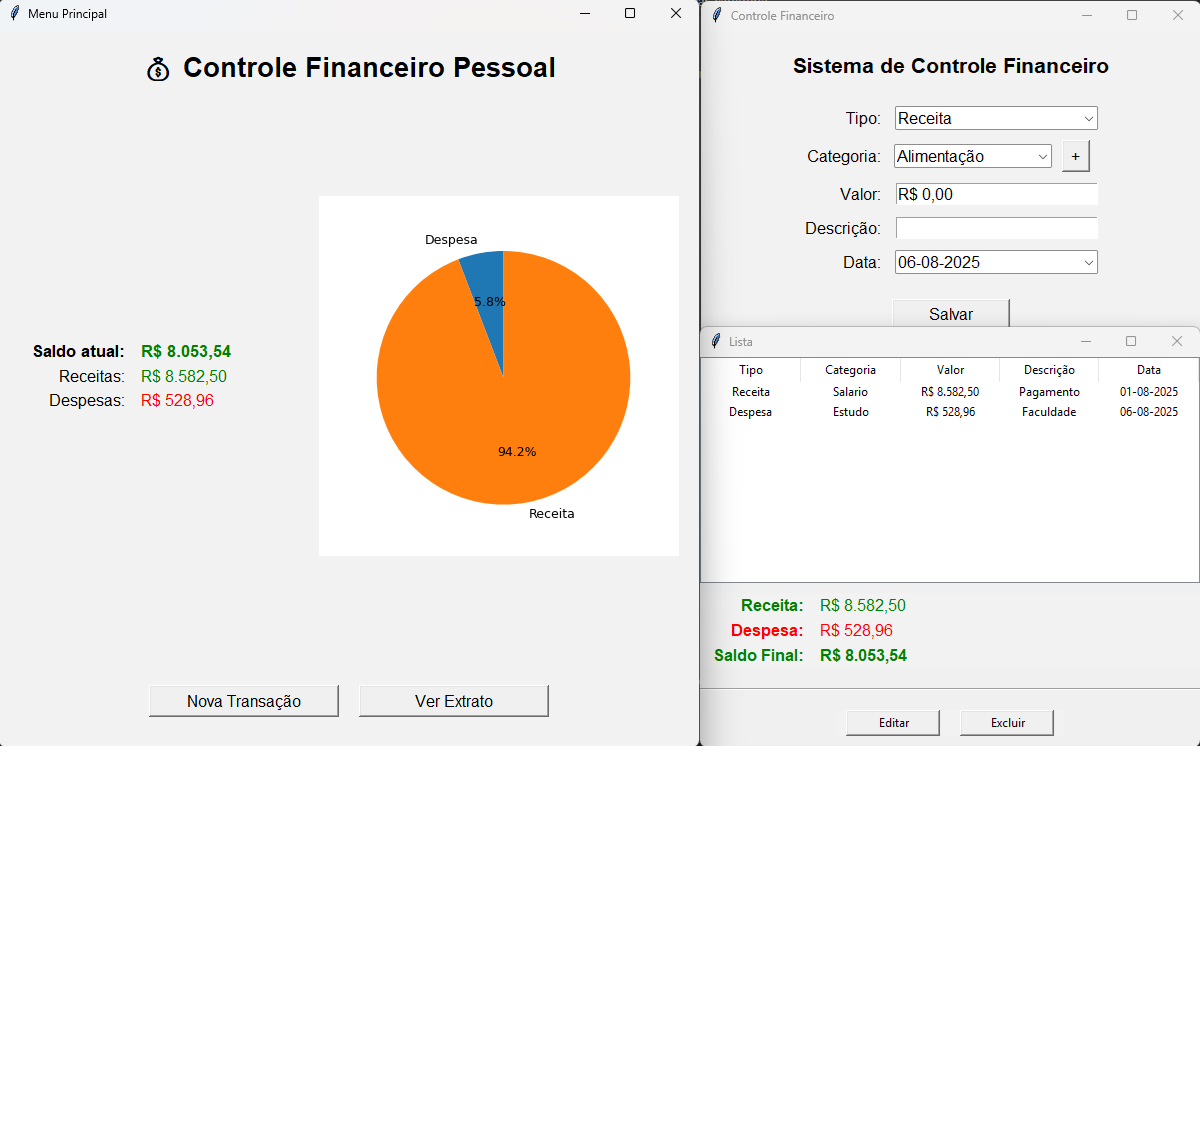 Menu Principal
Controle Financeiro Pessoal
Despesa
5.8%
94.2%
Receita
Saldo atual: R$ 8.053,54
Receitas: R$ 8.582,50
Despesas: R$ 528,96
Nova Transação Ver Extrato
Controle Financeiro
Sistema de Controle Financeiro
Tipo: Receita
Categoria: Alimentação +
Valor: R$ 0,00
Descrição:
Data: 06-08-2025
Salvar
Lista
Tipo Categoria Valor Descrição Data
Receita Salario R$ 8.582,50 Pagamento 01-08-2025
Despesa Estudo R$ 528,96 Faculdade 06-08-2025
Receita: R$ 8.582,50
Despesa: R$ 528,96
Saldo Final: R$ 8.053,54
Editar Excluir